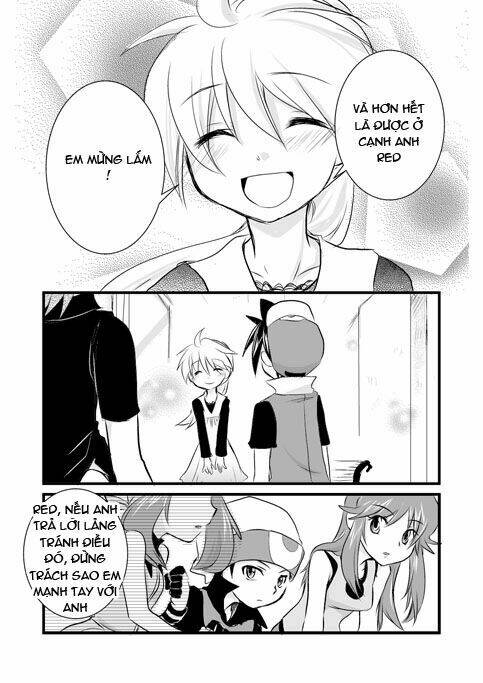 VÀ HƠN HẾT
LÀ ĐƯỢC Ở
CẠNH ANH
RED
EM MỪNG LẮM
!
RED, NẾU ANH
TRẢ LỜI LẢNG
TRÁNH ĐIỀU
ĐÓ, ĐỪNG
TRÁCH SAO EM
MẠNH TAY VỚI
ANH